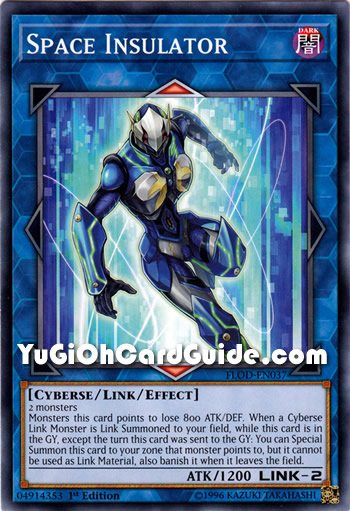 SPACE INSULATOR
DARK
闇
YuGiOhCardGuide.com
FLOD-EN037
[CYBERSE/LINK/EFFECT]
2 monsters
Monsters this card points to lose 800 ATK/DEF. When a Cyberse
Link Monster is Link Summoned to your field, while this card is
in the GY, except the turn this card was sent to the GY: You can Special
Summon this card to your zone that monster points to, but it cannot
be used as Link Material, also banish it when it leaves the field.
ATK/1200 LINK-2
04914353 1st Edition ©1996 KAZUKI TAKAHASHI